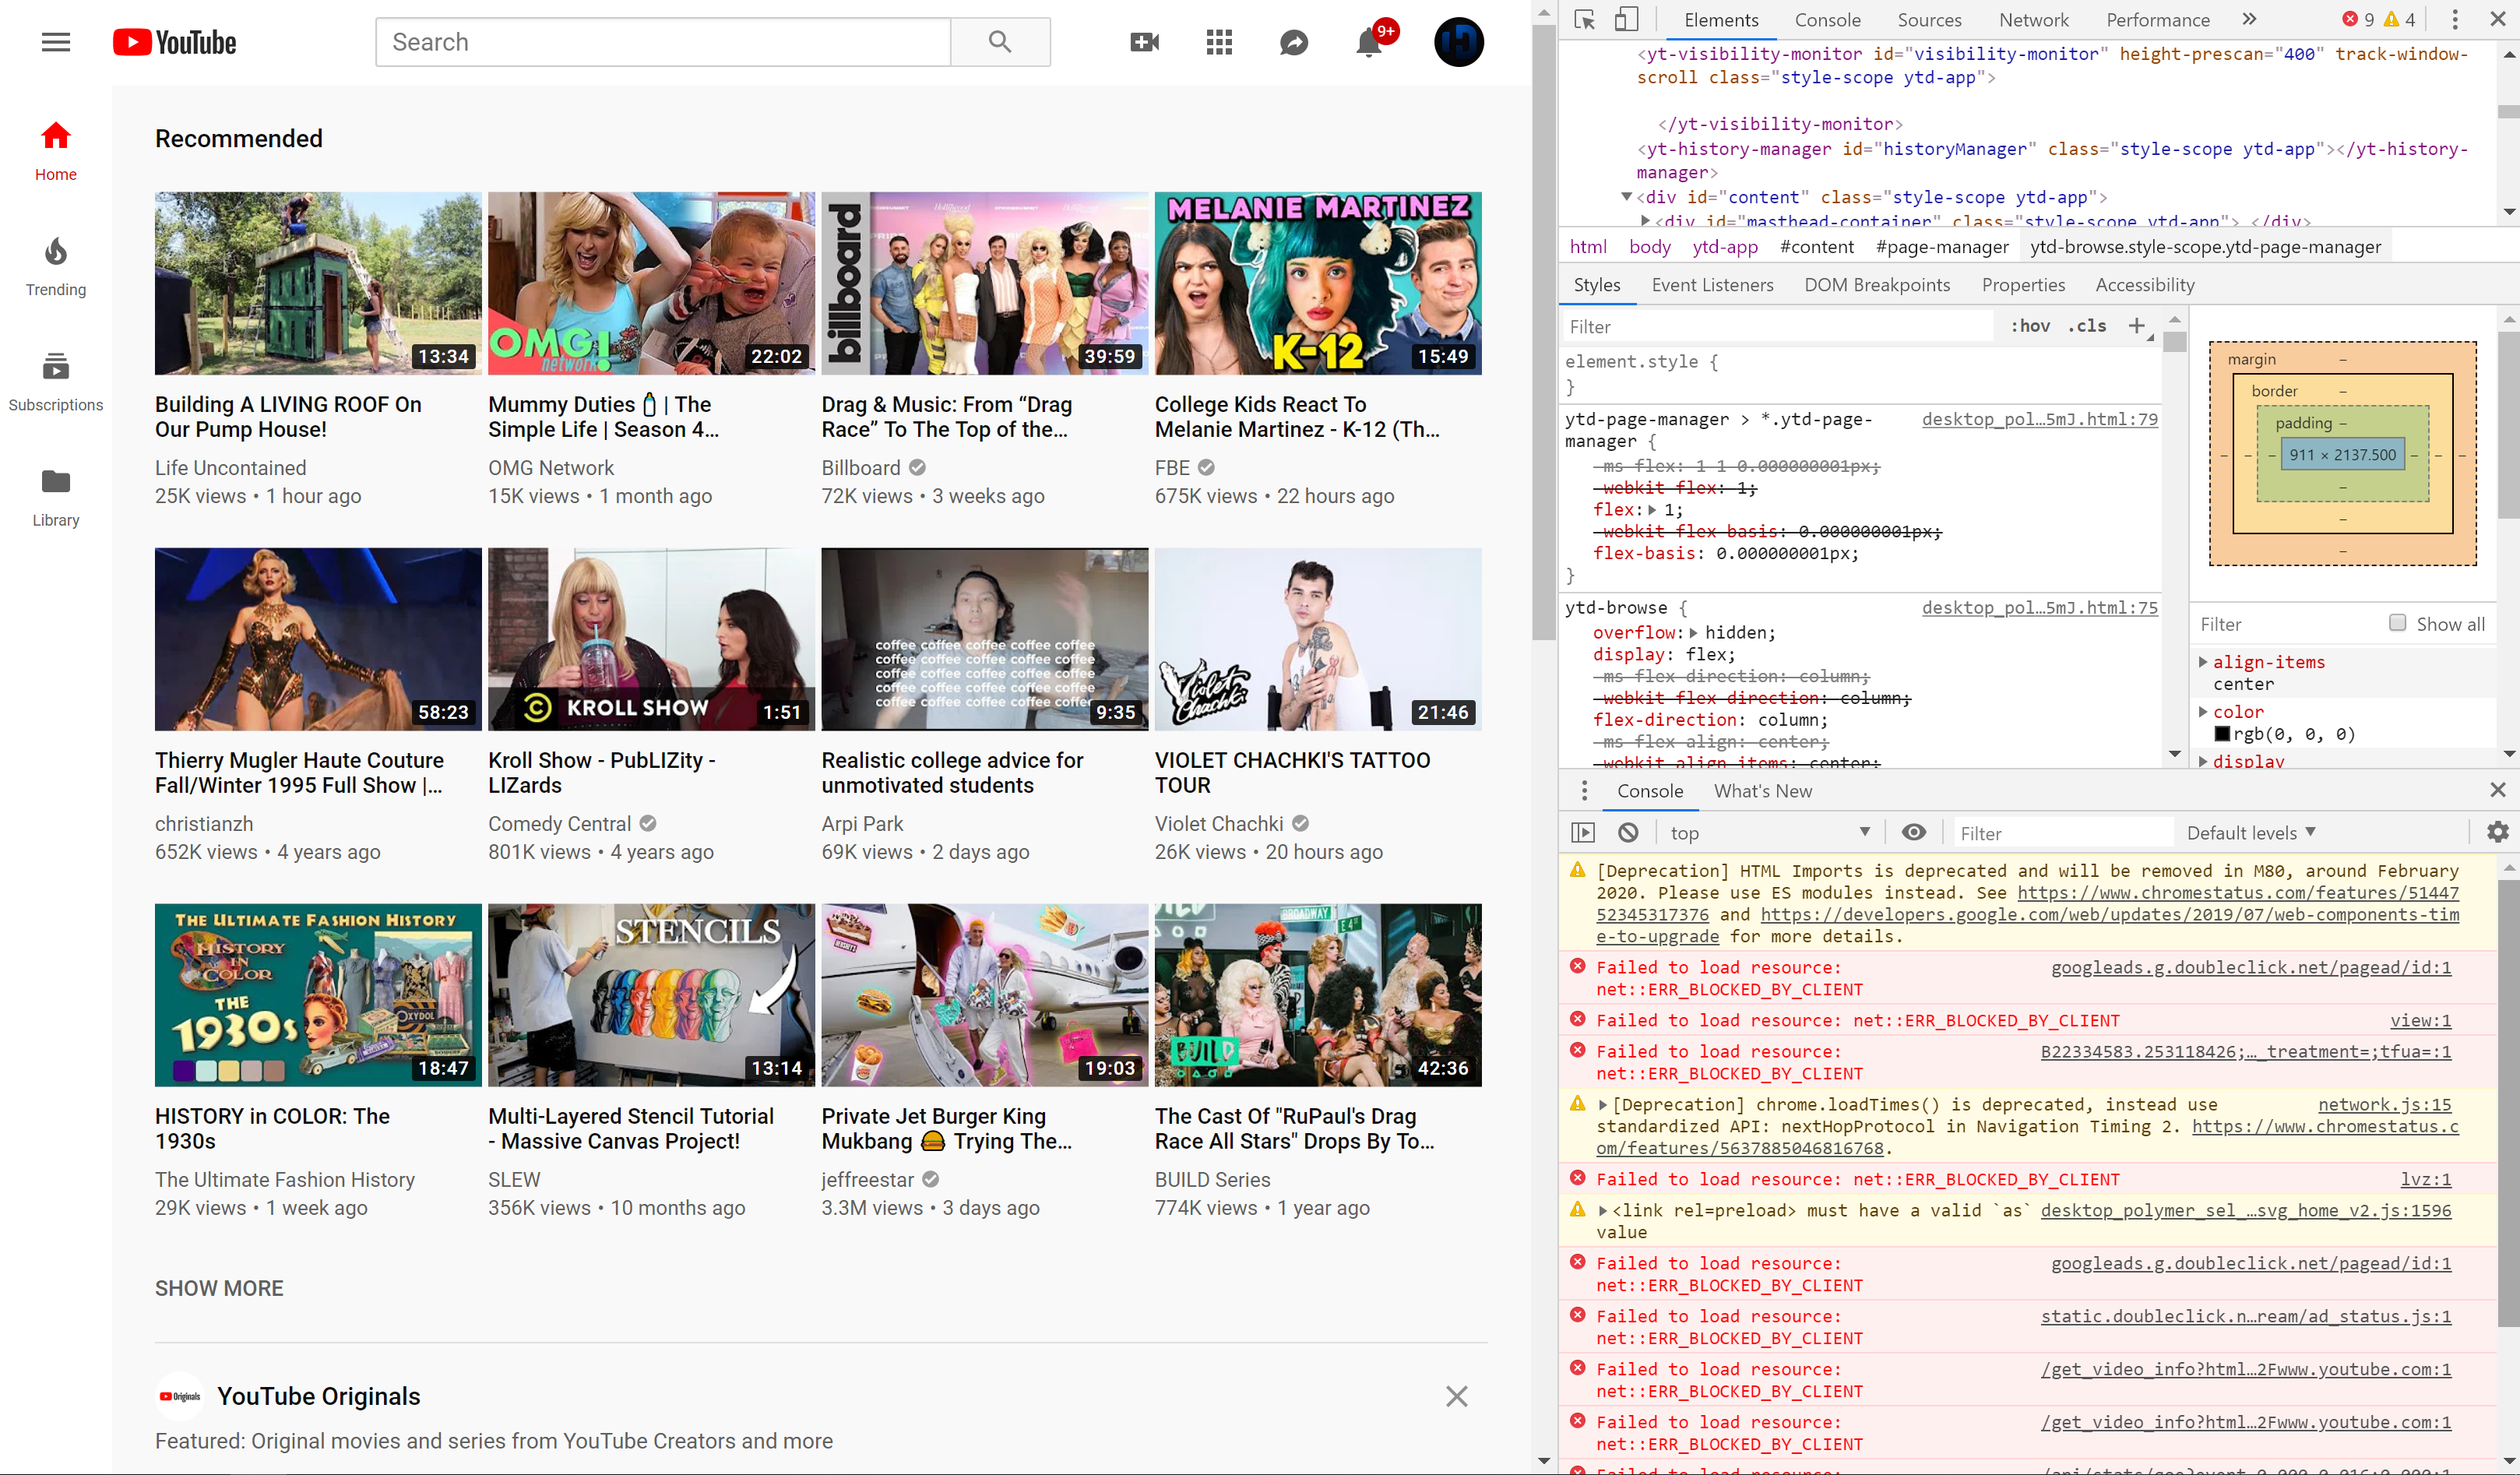 YouTube
Search
9+
Home
Trending
Subscriptions
Library
Recommended
13:34
OMG!
network!
22:02
billboard
39:59
MELANIE MARTINEZ
K-12
15:49
Building A LIVING ROOF On
Our Pump House!
Life Uncontained
25K views • 1 hour ago
Mummy Duties 🍼 | The
Simple Life | Season 4...
OMG Network
15K views • 1 month ago
Drag & Music: From “Drag
Race” To The Top of the...
Billboard
72K views • 3 weeks ago
College Kids React To
Melanie Martinez - K-12 (Th...
FBE
675K views • 22 hours ago
58:23
KROLL SHOW
1:51
coffee coffee coffee coffee coffee
coffee coffee coffee coffee coffee
coffee coffee coffee coffee coffee
coffee coffee coffee coffee coffee
coffee coffee coffee coffee coffee
9:35
Violet
Chachki
21:46
Thierry Mugler Haute Couture
Fall/Winter 1995 Full Show |...
christianzh
652K views • 4 years ago
Kroll Show - PubLIZity -
LIZards
Comedy Central
801K views • 4 years ago
Realistic college advice for
unmotivated students
Arpi Park
69K views • 2 days ago
VIOLET CHACHKI'S TATTOO
TOUR
Violet Chachki
26K views • 20 hours ago
THE ULTIMATE FASHION HISTORY
HISTORY
IN
COLOR
THE
1930s
OXYDOL
18:47
STENCILS
13:14
19:03
BROADWAY
E 4th
BUILD
42:36
HISTORY in COLOR: The
1930s
The Ultimate Fashion History
29K views • 1 week ago
Multi-Layered Stencil Tutorial
- Massive Canvas Project!
SLEW
356K views • 10 months ago
Private Jet Burger King
Mukbang 🍔 Trying The...
jeffreestar
3.3M views • 3 days ago
The Cast Of "RuPaul's Drag
Race All Stars" Drops By To...
BUILD Series
774K views • 1 year ago
SHOW MORE
Originals
YouTube Originals
Featured: Original movies and series from YouTube Creators and more
Elements Console Sources Network Performance » 9 4
<yt-visibility-monitor id="visibility-monitor" height-prescan="400" track-window-
scroll class="style-scope ytd-app">
</yt-visibility-monitor>
<yt-history-manager id="historyManager" class="style-scope ytd-app"></yt-history-
manager>
<div id="content" class="style-scope ytd-app">
<div id="masthead-container" class="style-scope ytd-app"> </div>
html body ytd-app #content #page-manager ytd-browse.style-scope.ytd-page-manager
Styles Event Listeners DOM Breakpoints Properties Accessibility
Filter :hov .cls +
element.style {
}
ytd-page-manager > *.ytd-page- desktop_pol…5mJ.html:79
manager {
-ms-flex: 1 1 0.000000001px;
-webkit-flex: 1;
flex: 1;
-webkit-flex-basis: 0.000000001px;
flex-basis: 0.000000001px;
}
ytd-browse { desktop_pol…5mJ.html:75
overflow: hidden;
display: flex;
-ms-flex-direction: column;
-webkit-flex-direction: column;
flex-direction: column;
-ms-flex-align: center;
-webkit-align-items: center;
margin –
border –
padding –
911 × 2137.500
Filter Show all
align-items
center
color
rgb(0, 0, 0)
display
Console What's New
top Filter Default levels
[Deprecation] HTML Imports is deprecated and will be removed in M80, around February
2020. Please use ES modules instead. See https://www.chromestatus.com/features/51447
52345317376 and https://developers.google.com/web/updates/2019/07/web-components-tim
e-to-upgrade for more details.
Failed to load resource: googleads.g.doubleclick.net/pagead/id:1
net::ERR_BLOCKED_BY_CLIENT
Failed to load resource: net::ERR_BLOCKED_BY_CLIENT view:1
Failed to load resource: B22334583.253118426;…_treatment=;tfua=:1
net::ERR_BLOCKED_BY_CLIENT
[Deprecation] chrome.loadTimes() is deprecated, instead use network.js:15
standardized API: nextHopProtocol in Navigation Timing 2. https://www.chromestatus.c
om/features/5637885046816768.
Failed to load resource: net::ERR_BLOCKED_BY_CLIENT lvz:1
<link rel=preload> must have a valid `as` desktop_polymer_sel_…svg_home_v2.js:1596
value
Failed to load resource: googleads.g.doubleclick.net/pagead/id:1
net::ERR_BLOCKED_BY_CLIENT
Failed to load resource: static.doubleclick.n…ream/ad_status.js:1
net::ERR_BLOCKED_BY_CLIENT
Failed to load resource: /get_video_info?html…2Fwww.youtube.com:1
net::ERR_BLOCKED_BY_CLIENT
Failed to load resource: /get_video_info?html…2Fwww.youtube.com:1
net::ERR_BLOCKED_BY_CLIENT